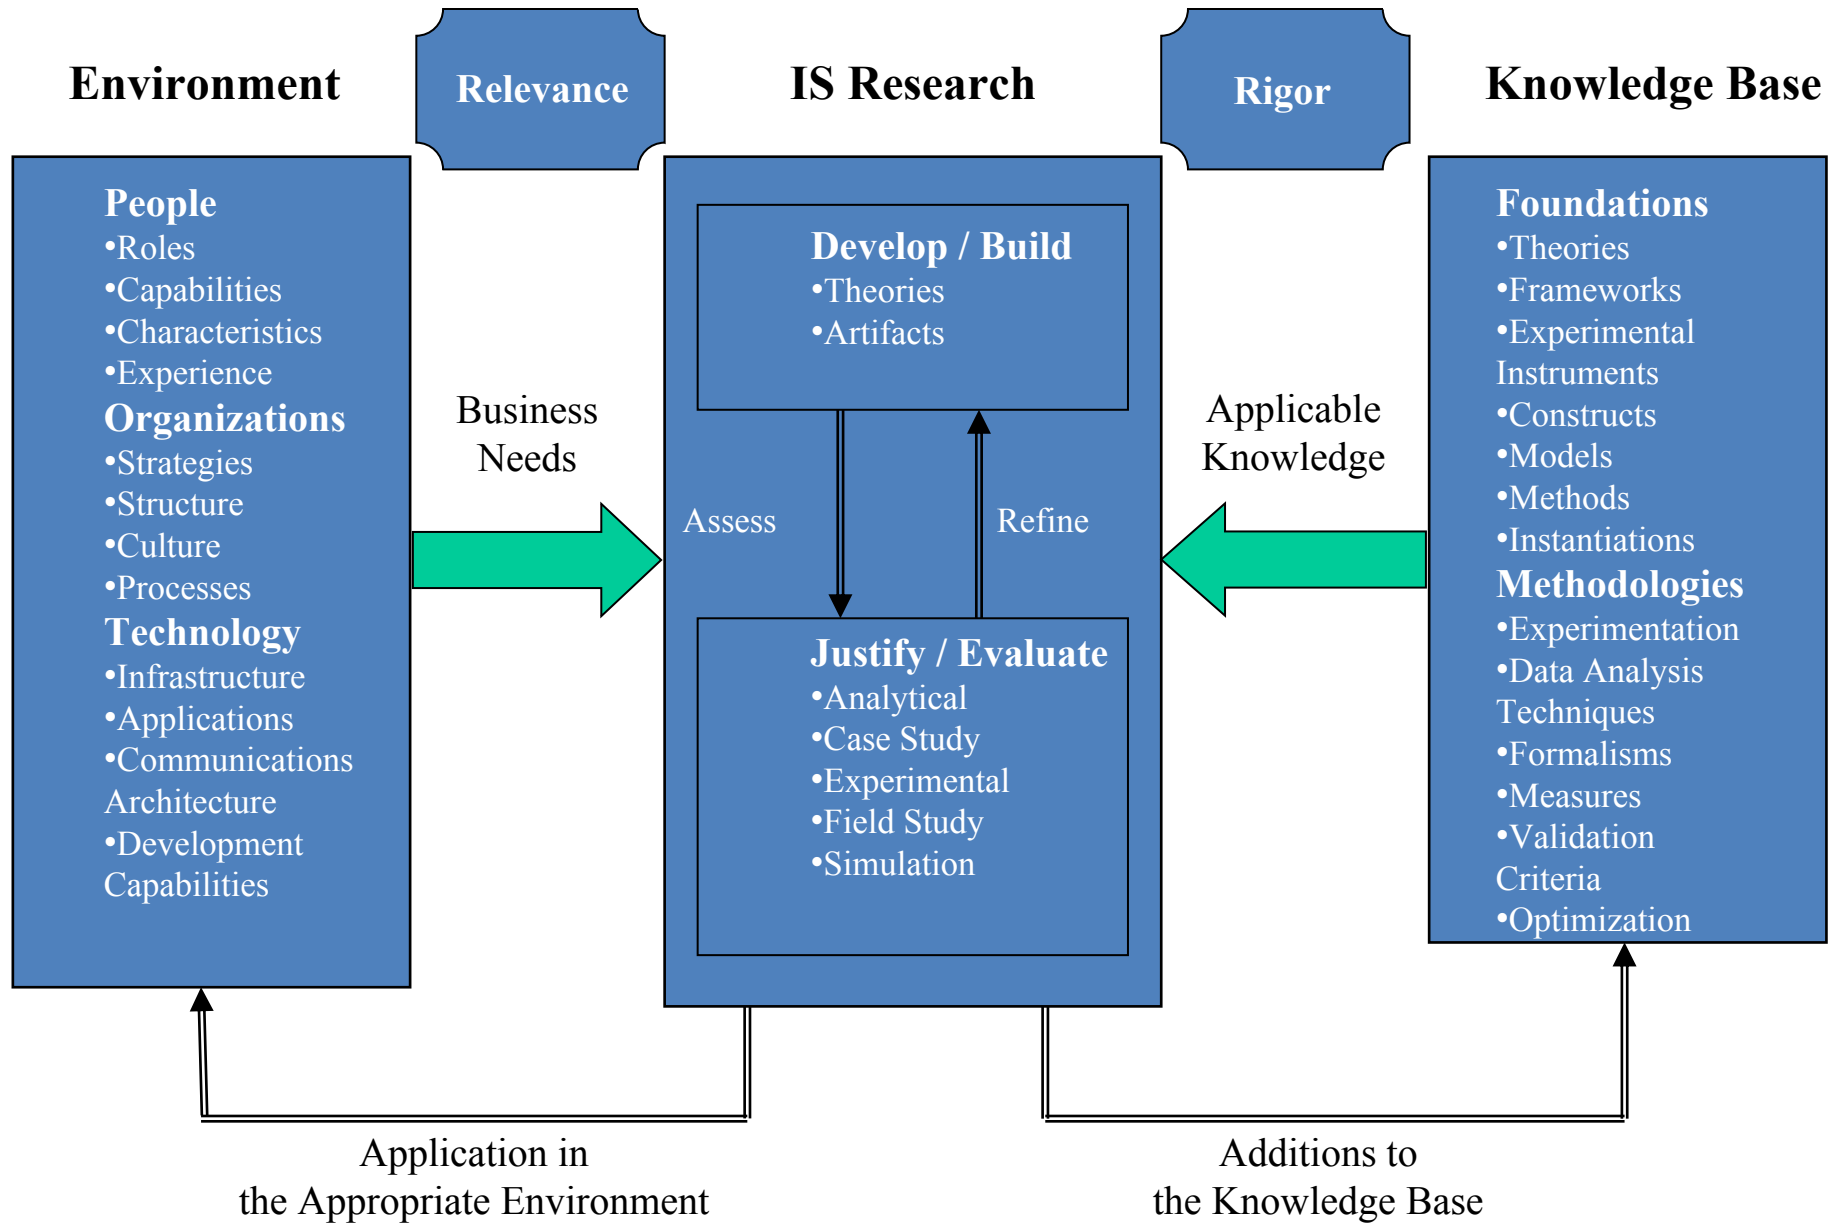 Environment
Relevance
IS Research
Rigor
Knowledge Base
People
•Roles
•Capabilities
•Characteristics
•Experience
Organizations
•Strategies
•Structure
•Culture
•Processes
Technology
•Infrastructure
•Applications
•Communications
Architecture
•Development
Capabilities
Business
Needs
Develop / Build
•Theories
•Artifacts
Assess
Refine
Justify / Evaluate
•Analytical
•Case Study
•Experimental
•Field Study
•Simulation
Applicable
Knowledge
Foundations
•Theories
•Frameworks
•Experimental
Instruments
•Constructs
•Models
•Methods
•Instantiations
Methodologies
•Experimentation
•Data Analysis
Techniques
•Formalisms
•Measures
•Validation
Criteria
•Optimization
Application in
the Appropriate Environment
Additions to
the Knowledge Base